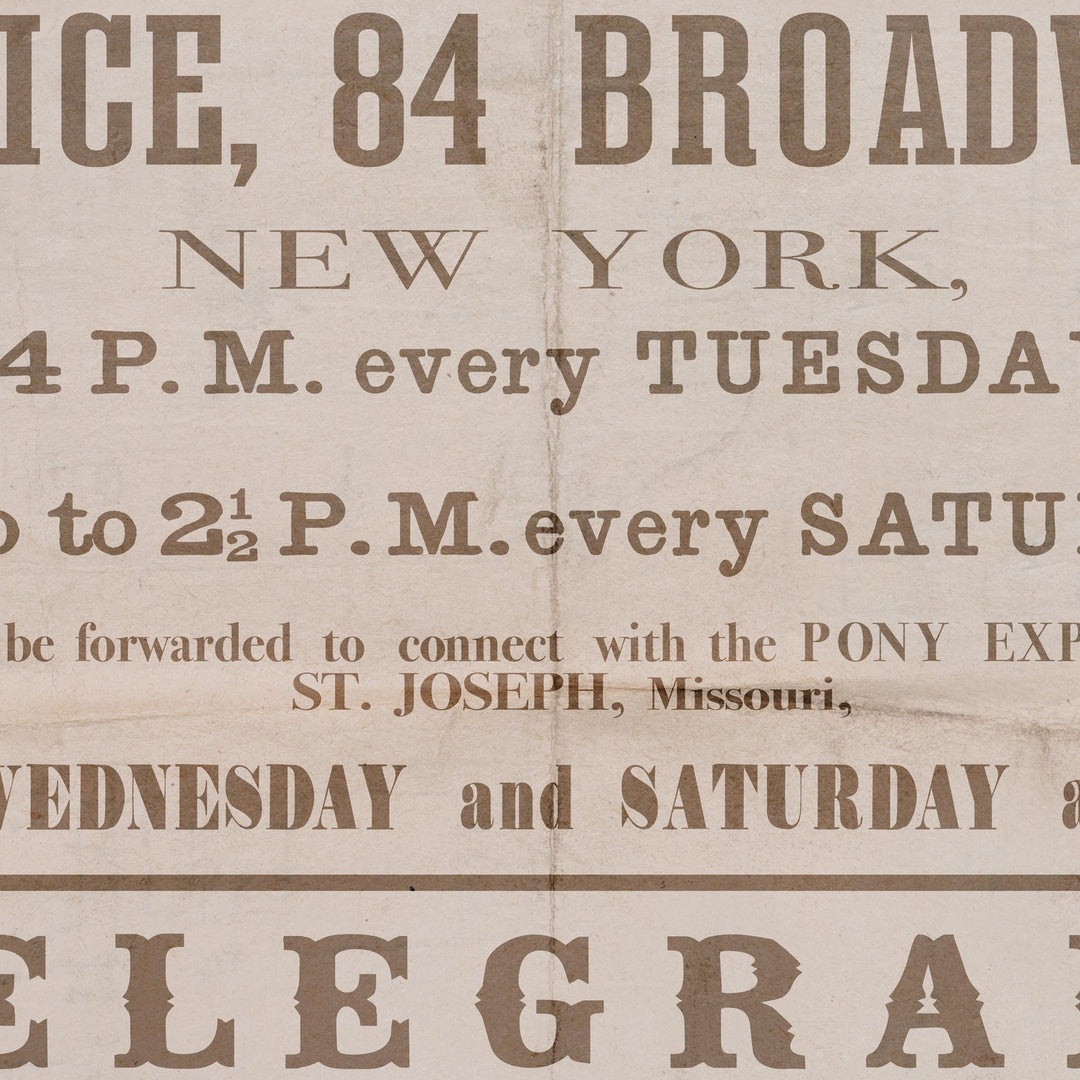 ICE, 84 BROADW
NEW YORK,
4 P.M. every TUESDAY
to 2½ P.M. every SATU
be forwarded to connect with the PONY EXP
ST. JOSEPH, Missouri,
WEDNESDAY and SATURDAY a
ELEGRA